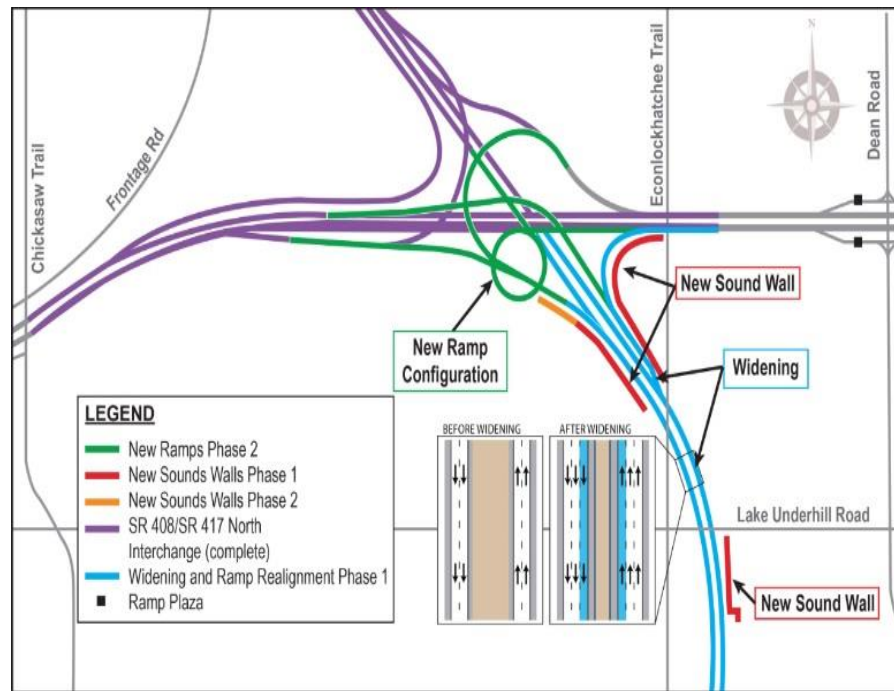 N
Econlockhatchee Trail
Dean Road
Frontage Rd
Chickasaw Trail
New Sound Wall
New Ramp
Configuration
Widening
LEGEND
New Ramps Phase 2
New Sounds Walls Phase 1
New Sounds Walls Phase 2
SR 408/SR 417 North
Interchange (complete)
Widening and Ramp Realignment Phase 1
Ramp Plaza
BEFORE WIDENING
AFTER WIDENING
Lake Underhill Road
New Sound Wall